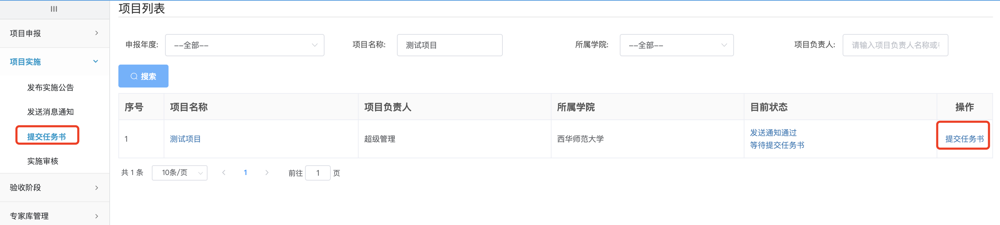 项目列表
项目申报
项目实施
发布实施公告
发送消息通知
提交任务书
实施审核
验收阶段
专家库管理
申报年度: --全部--
项目名称: 测试项目
所属学院: --全部--
项目负责人: 请输入项目负责人名称或
搜索
序号 项目名称 项目负责人 所属学院 目前状态 操作
1 测试项目 超级管理 西华师范大学 发送通知通过 提交任务书
等待提交任务书
共 1 条 10条/页 1 前往 1 页